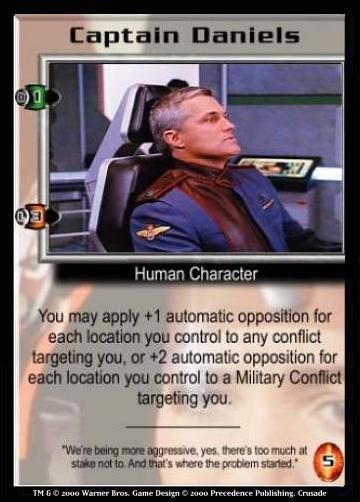 Captain Daniels
1
3
Human Character
You may apply +1 automatic opposition for
each location you control to any conflict
targeting you, or +2 automatic opposition for
each location you control to a Military Conflict
targeting you.
"We're being more aggressive, yes, there's too much at
stake not to. And that's where the problem started."
5
TM & © 2000 Warner Bros. Game Design © 2000 Precedence Publishing. Crusade